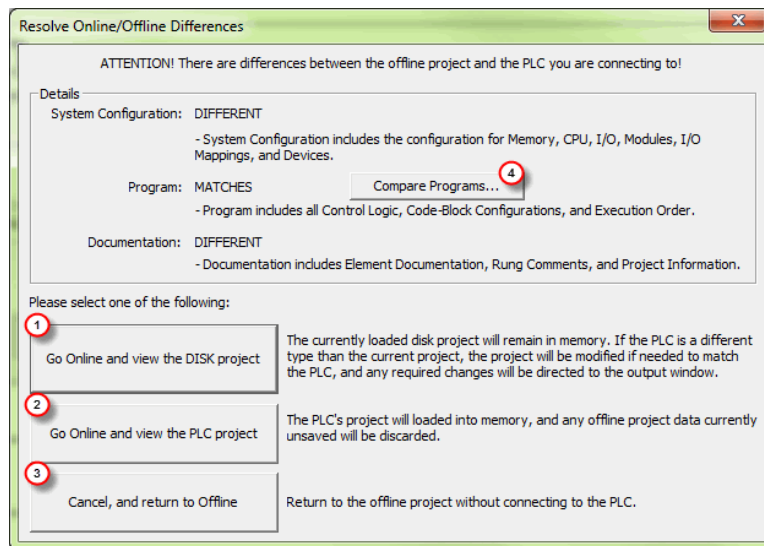 Resolve Online/Offline Differences
ATTENTION! There are differences between the offline project and the PLC you are connecting to!
Details
System Configuration: DIFFERENT
- System Configuration includes the configuration for Memory, CPU, I/O, Modules, I/O
Mappings, and Devices.
4
Program: MATCHES Compare Programs...
- Program includes all Control Logic, Code-Block Configurations, and Execution Order.
Documentation: DIFFERENT
- Documentation includes Element Documentation, Rung Comments, and Project Information.
Please select one of the following:
1
Go Online and view the DISK project
The currently loaded disk project will remain in memory. If the PLC is a different
type than the current project, the project will be modified if needed to match
the PLC, and any required changes will be directed to the output window.
2
Go Online and view the PLC project
The PLC's project will loaded into memory, and any offline project data currently
unsaved will be discarded.
3
Cancel, and return to Offline
Return to the offline project without connecting to the PLC.